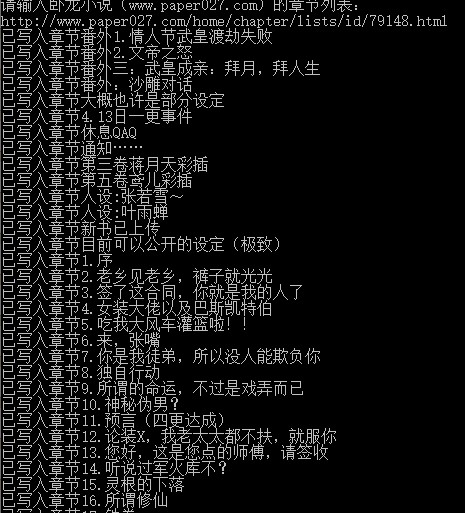 请输入卧龙小说（www.paper027.com）的章节列表：
http://www.paper027.com/home/chapter/lists/id/79148.html
已写入章节番外1.情人节武皇渡劫失败
已写入章节番外2.文帝之怒
已写入章节番外三：武皇成亲：拜月，拜人生
已写入章节番外：沙雕对话
已写入章节大概也许是部分设定
已写入章节4.13日一更事件
已写入章节休息QAQ
已写入章节通知……
已写入章节第三卷蒋月天彩插
已写入章节第五卷鸢儿彩插
已写入章节人设:张若雪～
已写入章节人设:叶雨蝉
已写入章节新书已上传
已写入章节目前可以公开的设定（极致）
已写入章节1.序
已写入章节2.老乡见老乡，裤子就光光
已写入章节3.签了这合同，你就是我的人了
已写入章节4.女装大佬以及巴斯凯特伯
已写入章节5.吃我大风车灌篮啦！！
已写入章节6.来，张嘴
已写入章节7.你是我徒弟，所以没人能欺负你
已写入章节8.独自行动
已写入章节9.所谓的命运，不过是戏弄而已
已写入章节10.神秘伪男？
已写入章节11.预言（四更达成）
已写入章节12.论装X，我老太太都不扶，就服你
已写入章节13.您好，这是您点的师傅，请签收
已写入章节14.听说过军火库不？
已写入章节15.灵根的下落
已写入章节16.所谓修仙